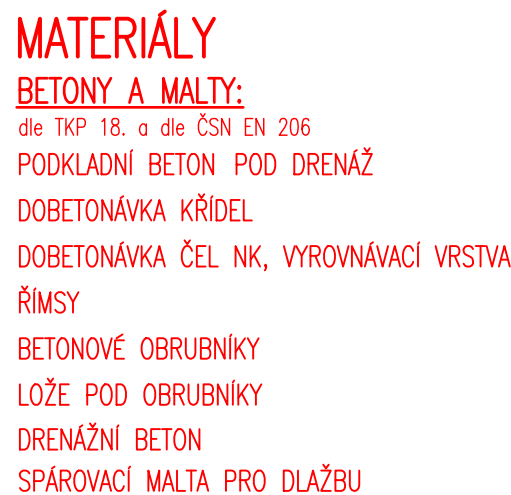 MATERIÁLY
BETONY A MALTY:
dle TKP 18. a dle ČSN EN 206
PODKLADNÍ BETON POD DRENÁŽ
DOBETONÁVKA KŘÍDEL
DOBETONÁVKA ČEL NK, VYROVNÁVACÍ VRSTVA
ŘÍMSY
BETONOVÉ OBRUBNÍKY
LOŽE POD OBRUBNÍKY
DRENÁŽNÍ BETON
SPÁROVACÍ MALTA PRO DLAŽBU